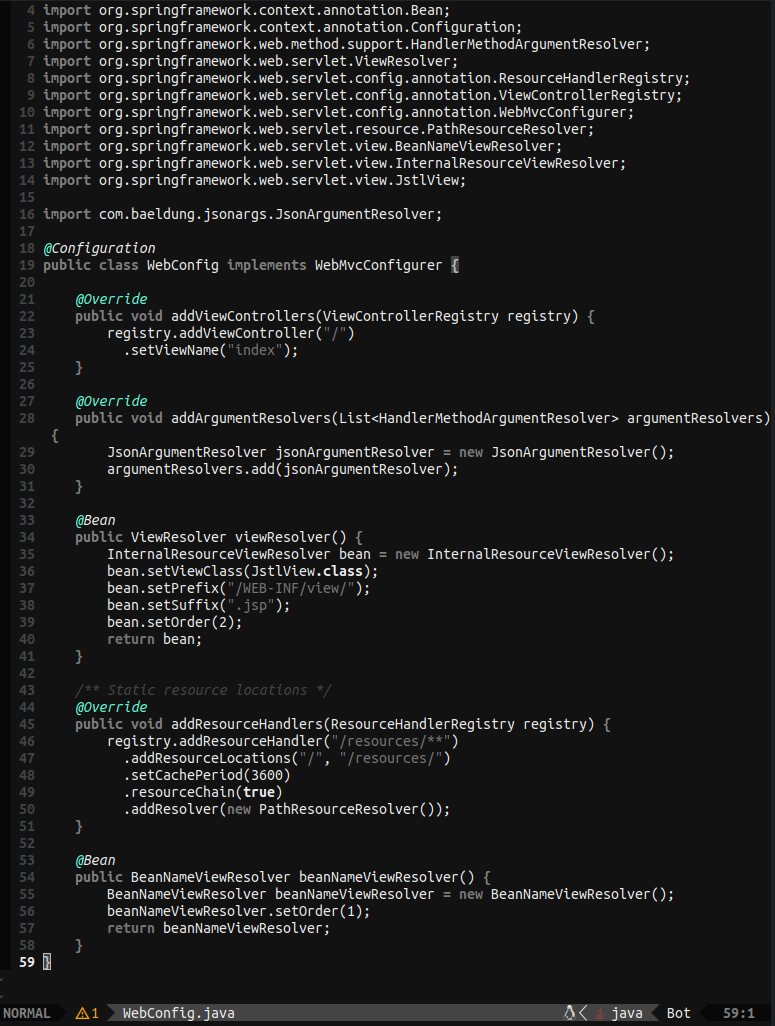 4 import org.springframework.context.annotation.Bean;
5 import org.springframework.context.annotation.Configuration;
6 import org.springframework.web.method.support.HandlerMethodArgumentResolver;
7 import org.springframework.web.servlet.ViewResolver;
8 import org.springframework.web.servlet.config.annotation.ResourceHandlerRegistry;
9 import org.springframework.web.servlet.config.annotation.ViewControllerRegistry;
10 import org.springframework.web.servlet.config.annotation.WebMvcConfigurer;
11 import org.springframework.web.servlet.resource.PathResourceResolver;
12 import org.springframework.web.servlet.view.BeanNameViewResolver;
13 import org.springframework.web.servlet.view.InternalResourceViewResolver;
14 import org.springframework.web.servlet.view.JstlView;
15
16 import com.baeldung.jsonargs.JsonArgumentResolver;
17
18 @Configuration
19 public class WebConfig implements WebMvcConfigurer {
20
21     @Override
22     public void addViewControllers(ViewControllerRegistry registry) {
23         registry.addViewController("/")
24           .setViewName("index");
25     }
26
27     @Override
28     public void addArgumentResolvers(List<HandlerMethodArgumentResolver> argumentResolvers)
{
29         JsonArgumentResolver jsonArgumentResolver = new JsonArgumentResolver();
30         argumentResolvers.add(jsonArgumentResolver);
31     }
32
33     @Bean
34     public ViewResolver viewResolver() {
35         InternalResourceViewResolver bean = new InternalResourceViewResolver();
36         bean.setViewClass(JstlView.class);
37         bean.setPrefix("/WEB-INF/view/");
38         bean.setSuffix(".jsp");
39         bean.setOrder(2);
40         return bean;
41     }
42
43     /** Static resource locations */
44     @Override
45     public void addResourceHandlers(ResourceHandlerRegistry registry) {
46         registry.addResourceHandler("/resources/**")
47           .addResourceLocations("/", "/resources/")
48           .setCachePeriod(3600)
49           .resourceChain(true)
50           .addResolver(new PathResourceResolver());
51     }
52
53     @Bean
54     public BeanNameViewResolver beanNameViewResolver() {
55         BeanNameViewResolver beanNameViewResolver = new BeanNameViewResolver();
56         beanNameViewResolver.setOrder(1);
57         return beanNameViewResolver;
58     }
59 }
~
~
NORMAL 1 WebConfig.java java Bot 59:1